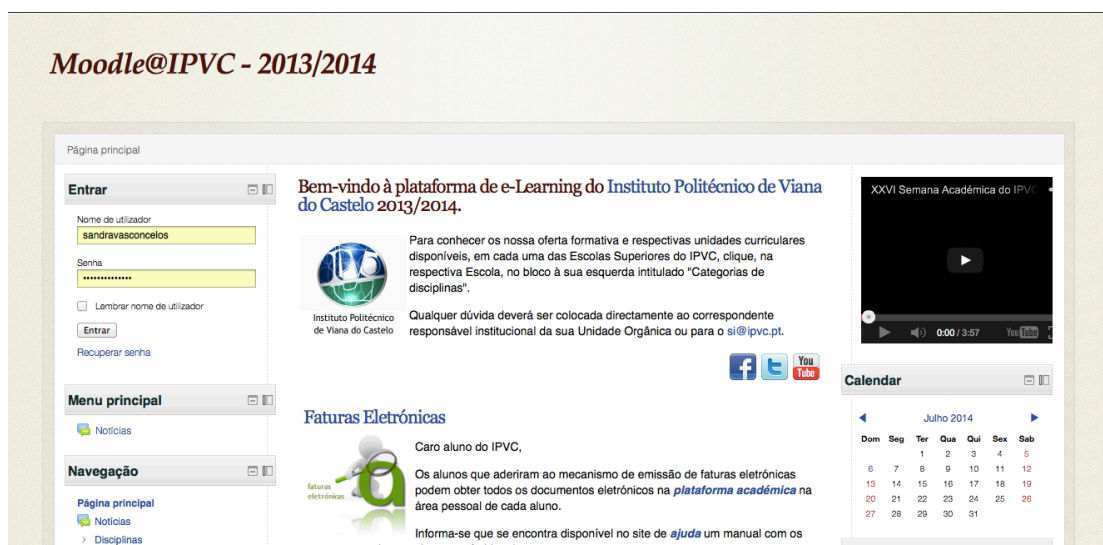 Moodle@IPVC - 2013/2014
Página principal
Entrar
Nome de utilizador
sandravasconcelos
Senha
Lembrar nome de utilizador
Entrar
Recuperar senha
Menu principal
Notícias
Navegação
Página principal
Notícias
Disciplinas
Bem-vindo à plataforma de e-Learning do Instituto Politécnico de Viana
do Castelo 2013/2014.
IPVC
Instituto Politécnico
de Viana do Castelo
Para conhecer os nossa oferta formativa e respectivas unidades curriculares
disponíveis, em cada uma das Escolas Superiores do IPVC, clique, na
respectiva Escola, no bloco à sua esquerda intitulado "Categorias de
disciplinas".
Qualquer dúvida deverá ser colocada directamente ao correspondente
responsável institucional da sua Unidade Orgânica ou para o si@ipvc.pt.
You
Tube
Faturas Eletrónicas
faturas
eletrónicas
Caro aluno do IPVC,
Os alunos que aderiram ao mecanismo de emissão de faturas eletrónicas
podem obter todos os documentos eletrónicos na plataforma académica na
área pessoal de cada aluno.
Informa-se que se encontra disponível no site de ajuda um manual com os
XXVI Semana Académica do IPVC
0:00 / 3:57
YouTube
Calendar
Julho 2014
Dom Seg Ter Qua Qui Sex Sab
1 2 3 4 5
6 7 8 9 10 11 12
13 14 15 16 17 18 19
20 21 22 23 24 25 26
27 28 29 30 31